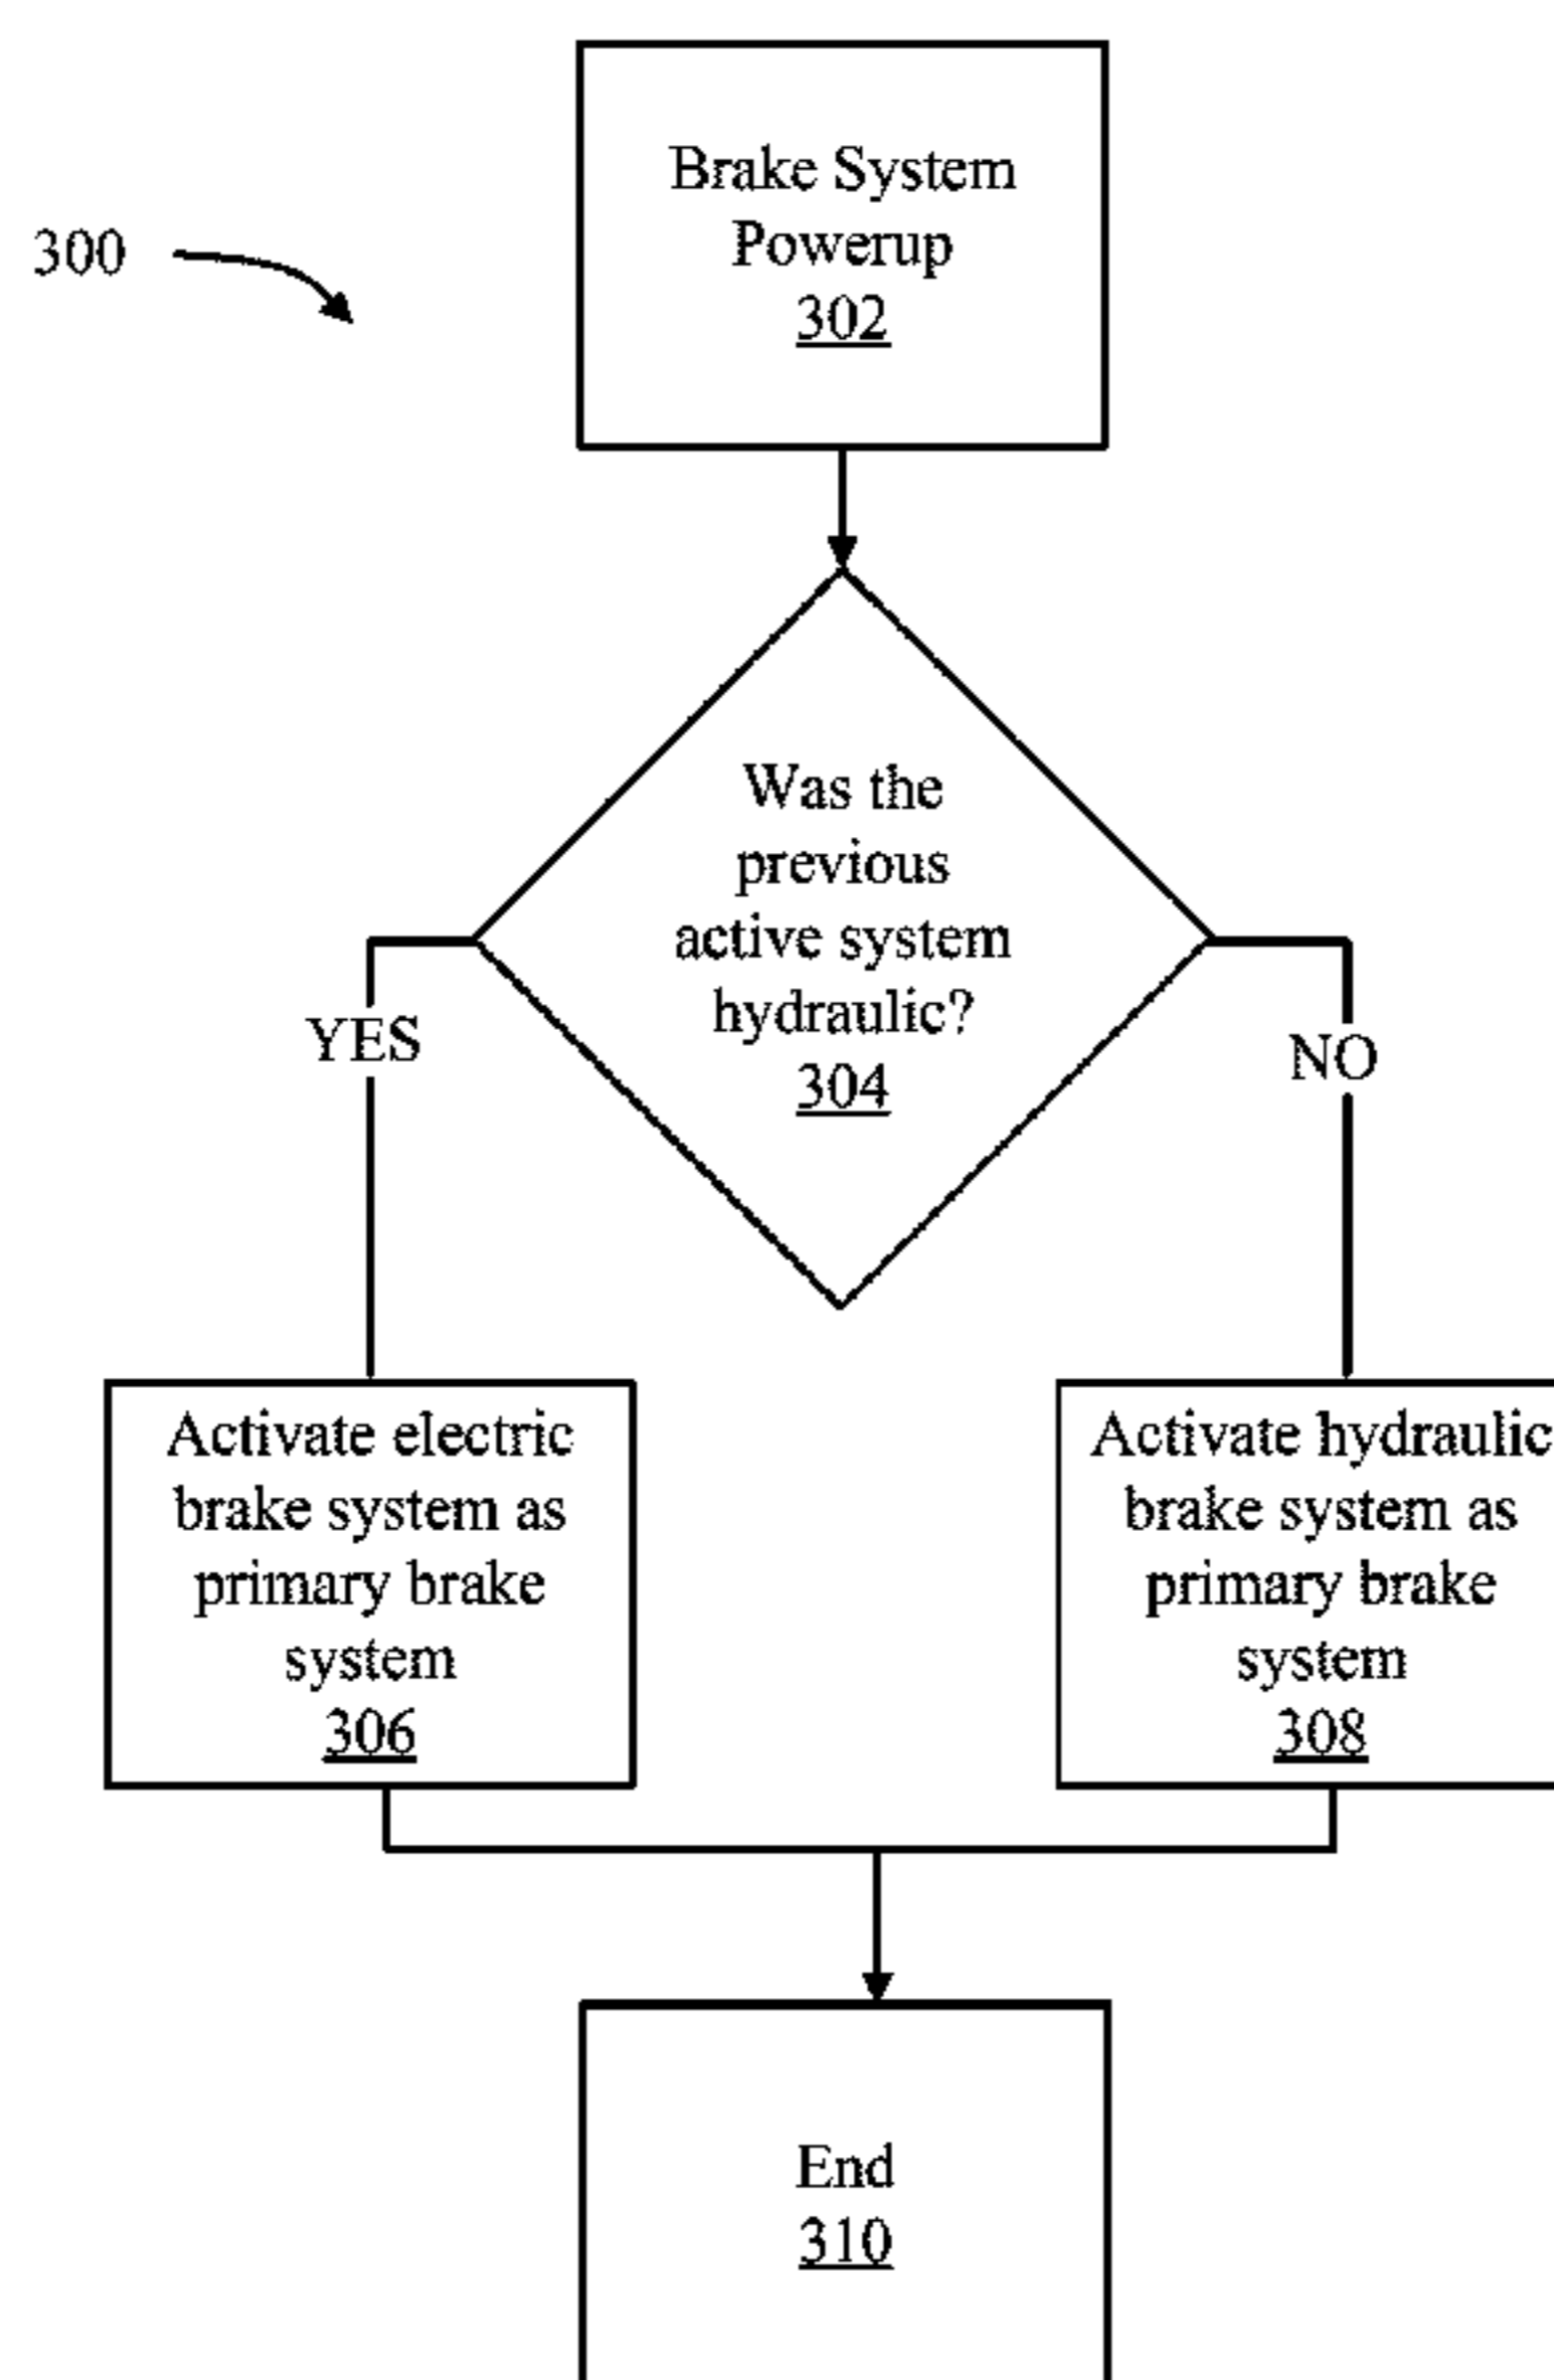 Brake System
Powerup
302
300
Was the
previous
active system
hydraulic?
304
YES
NO
Activate electric
brake system as
primary brake
system
306
Activate hydraulic
brake system as
primary brake
system
308
End
310